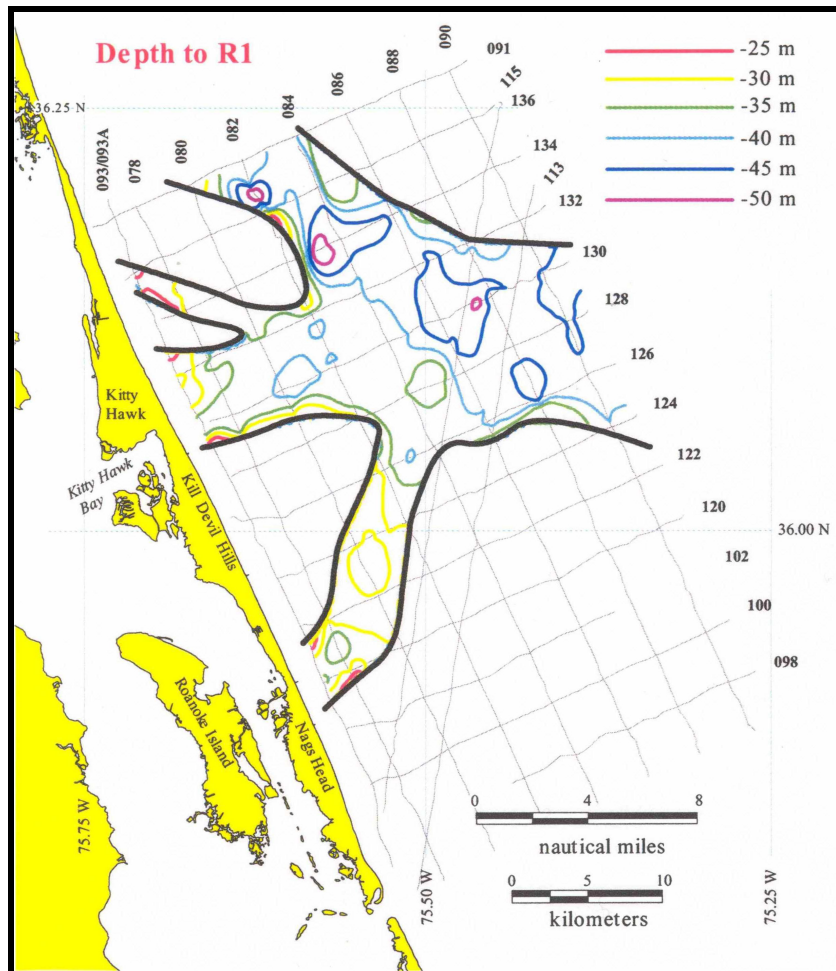 Depth to R1
-25 m
-30 m
-35 m
-40 m
-45 m
-50 m
36.25 N
093/093A
078
080
082
084
086
088
090
091
115
136
134
113
132
130
128
126
124
122
120
102
100
098
36.00 N
Kitty
Hawk
Kitty Hawk
Bay
Kill Devil Hills
Roanoke Island
Nags Head
75.75 W
75.50 W
75.25 W
0 4 8
nautical miles
0 5 10
kilometers